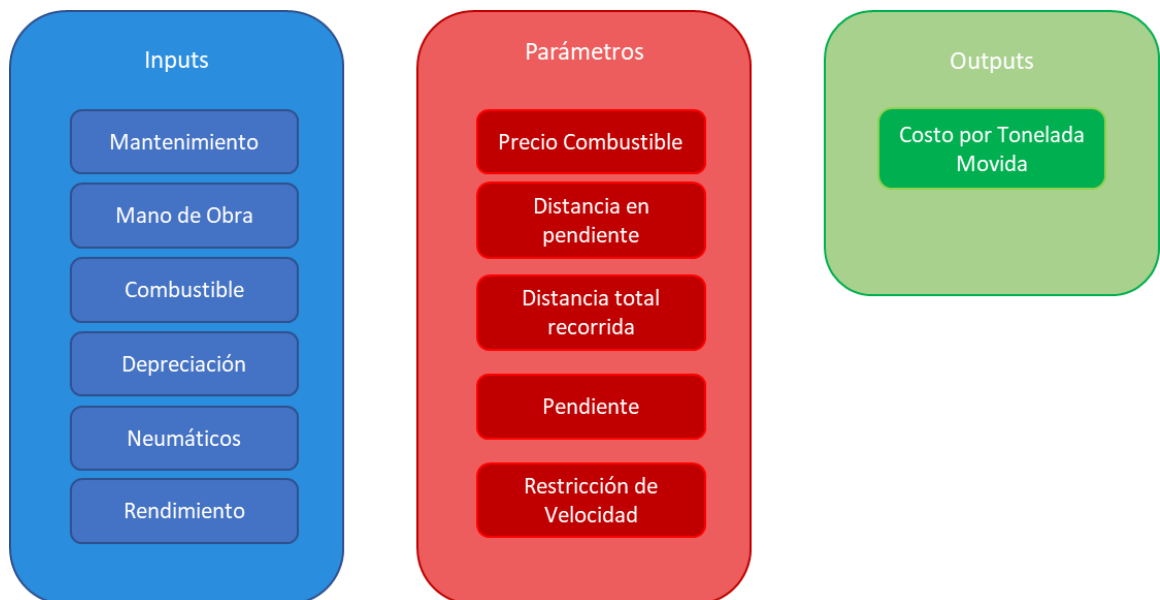 Inputs
Mantenimiento
Mano de Obra
Combustible
Depreciación
Neumáticos
Rendimiento
Parámetros
Precio Combustible
Distancia en
pendiente
Distancia total
recorrida
Pendiente
Restricción de
Velocidad
Outputs
Costo por Tonelada
Movida